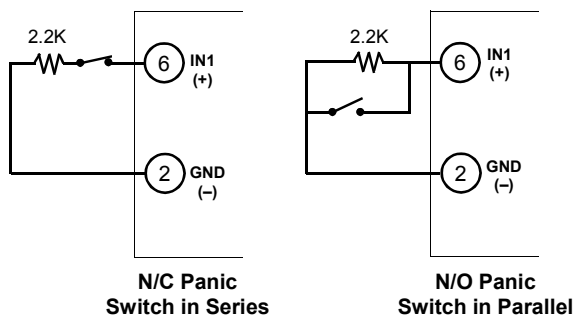 2.2K
6
IN1
(+)
2
GND
(–)
N/C Panic
Switch in Series
2.2K
6
IN1
(+)
2
GND
(–)
N/O Panic
Switch in Parallel